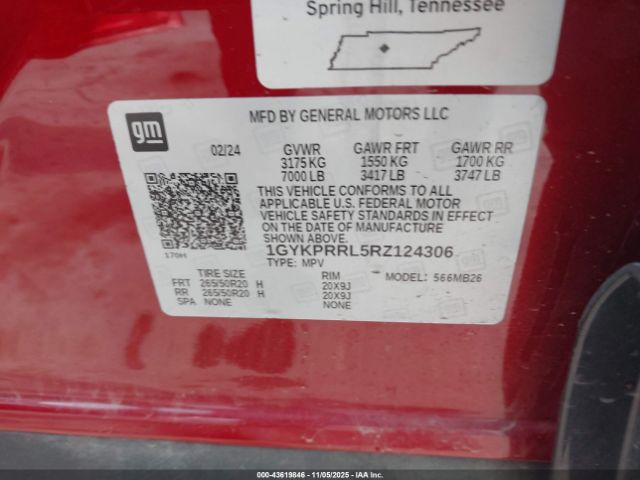 Spring Hill, Tennessee
gm
MFD BY GENERAL MOTORS LLC
02/24 GVWR GAWR FRT GAWR RR
3175 KG 1550 KG 1700 KG
7000 LB 3417 LB 3747 LB
THIS VEHICLE CONFORMS TO ALL
APPLICABLE U.S. FEDERAL MOTOR
VEHICLE SAFETY STANDARDS IN EFFECT
ON THE DATE OF MANUFACTURE
SHOWN ABOVE.
170H 1GYKPRRL5RZ124306
TYPE: MPV
TIRE SIZE RIM MODEL: 566MB26
FRT 265/50R20 H 20X9J
RR 265/50R20 H 20X9J
SPA NONE NONE
00-43619846 - 11/05/2025 - IAA Inc.